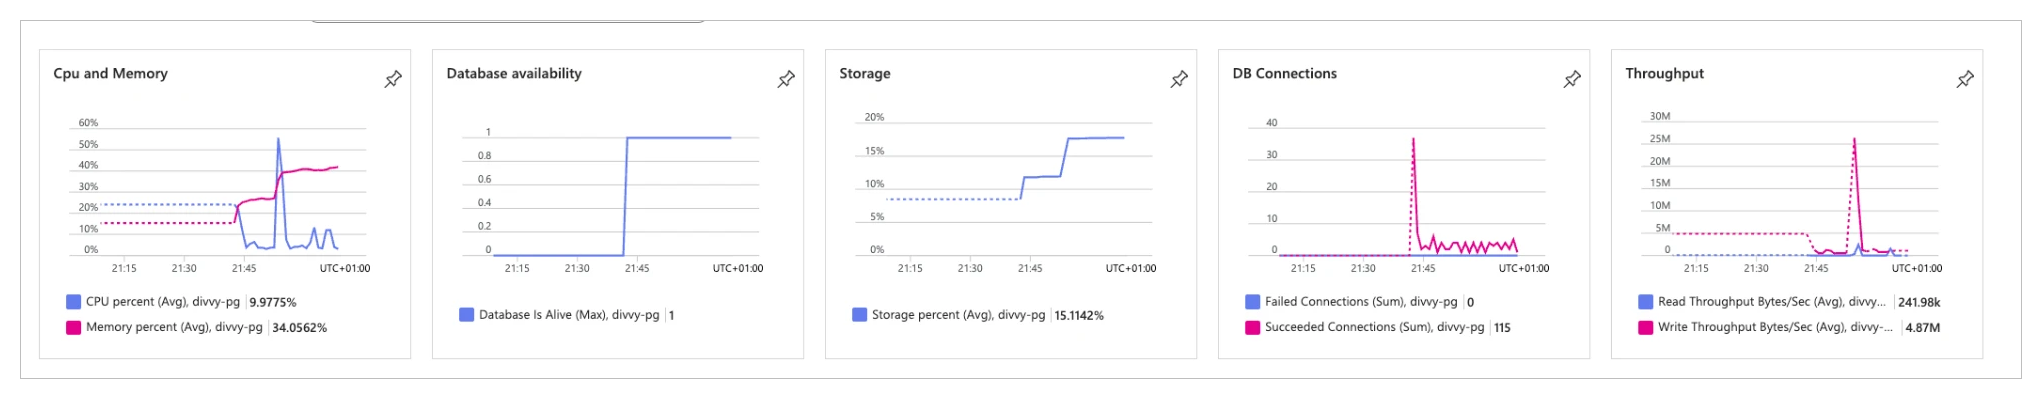 Cpu and Memory
60%
50%
40%
30%
20%
10%
0%
21:15 21:30 21:45 UTC+01:00
CPU percent (Avg), divvy-pg 9.9775%
Memory percent (Avg), divvy-pg 34.0562%
Database availability
1
0.8
0.6
0.4
0.2
0
21:15 21:30 21:45 UTC+01:00
Database Is Alive (Max), divvy-pg 1
Storage
20%
15%
10%
5%
0%
21:15 21:30 21:45 UTC+01:00
Storage percent (Avg), divvy-pg 15.1142%
DB Connections
40
30
20
10
0
21:15 21:30 21:45 UTC+01:00
Failed Connections (Sum), divvy-pg 0
Succeeded Connections (Sum), divvy-pg 115
Throughput
30M
25M
20M
15M
10M
5M
0
21:15 21:30 21:45 UTC+01:00
Read Throughput Bytes/Sec (Avg), divvy... 241.98k
Write Throughput Bytes/Sec (Avg), divvy-... 4.87M